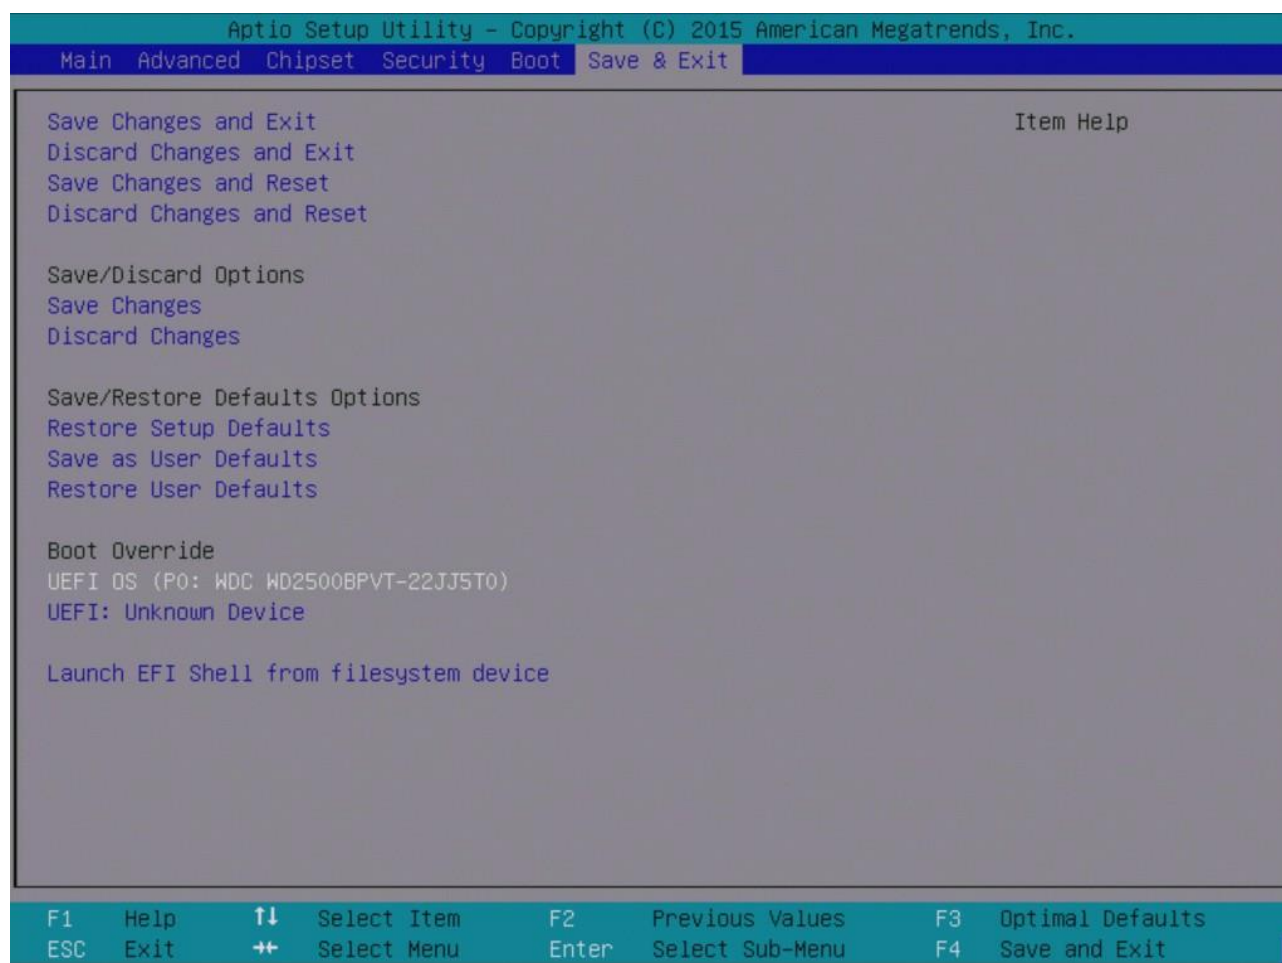 Aptio Setup Utility – Copyright (C) 2015 American Megatrends, Inc.
Main Advanced Chipset Security Boot Save & Exit
Save Changes and Exit
Item Help
Discard Changes and Exit
Save Changes and Reset
Discard Changes and Reset
Save/Discard Options
Save Changes
Discard Changes
Save/Restore Defaults Options
Restore Setup Defaults
Save as User Defaults
Restore User Defaults
Boot Override
UEFI OS (P0: WDC WD2500BPVT-22JJ5T0)
UEFI: Unknown Device
Launch EFI Shell from filesystem device
F1 Help ↑↓ Select Item F2 Previous Values F3 Optimal Defaults
ESC Exit →← Select Menu Enter Select Sub-Menu F4 Save and Exit